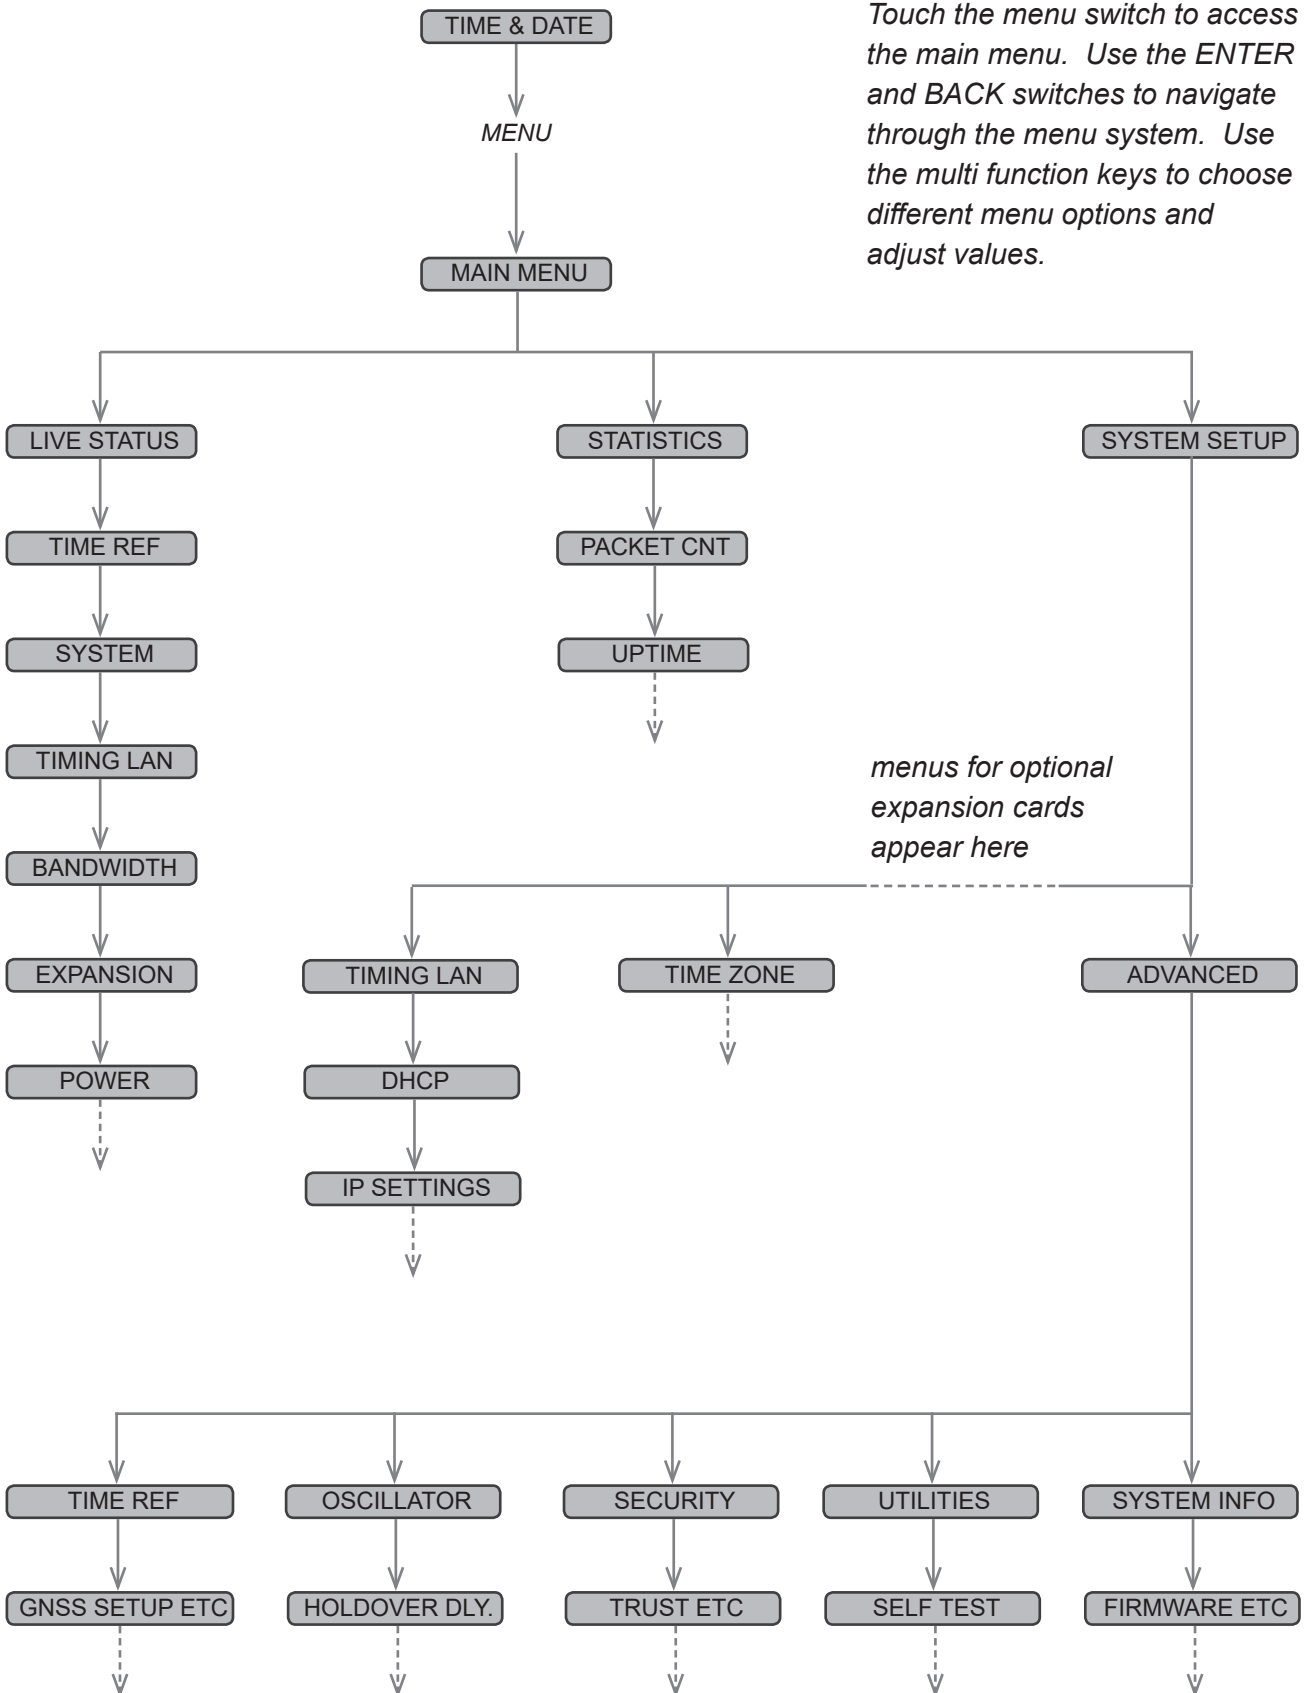 TIME & DATE
Touch the menu switch to access
the main menu. Use the ENTER
and BACK switches to navigate
through the menu system. Use
the multi function keys to choose
different menu options and
adjust values.
MENU
MAIN MENU
LIVE STATUS
STATISTICS
SYSTEM SETUP
TIME REF
PACKET CNT
SYSTEM
UPTIME
TIMING LAN
menus for optional
expansion cards
appear here
BANDWIDTH
EXPANSION
TIMING LAN
TIME ZONE
ADVANCED
POWER
DHCP
IP SETTINGS
TIME REF
OSCILLATOR
SECURITY
UTILITIES
SYSTEM INFO
GNSS SETUP ETC
HOLDOVER DLY.
TRUST ETC
SELF TEST
FIRMWARE ETC